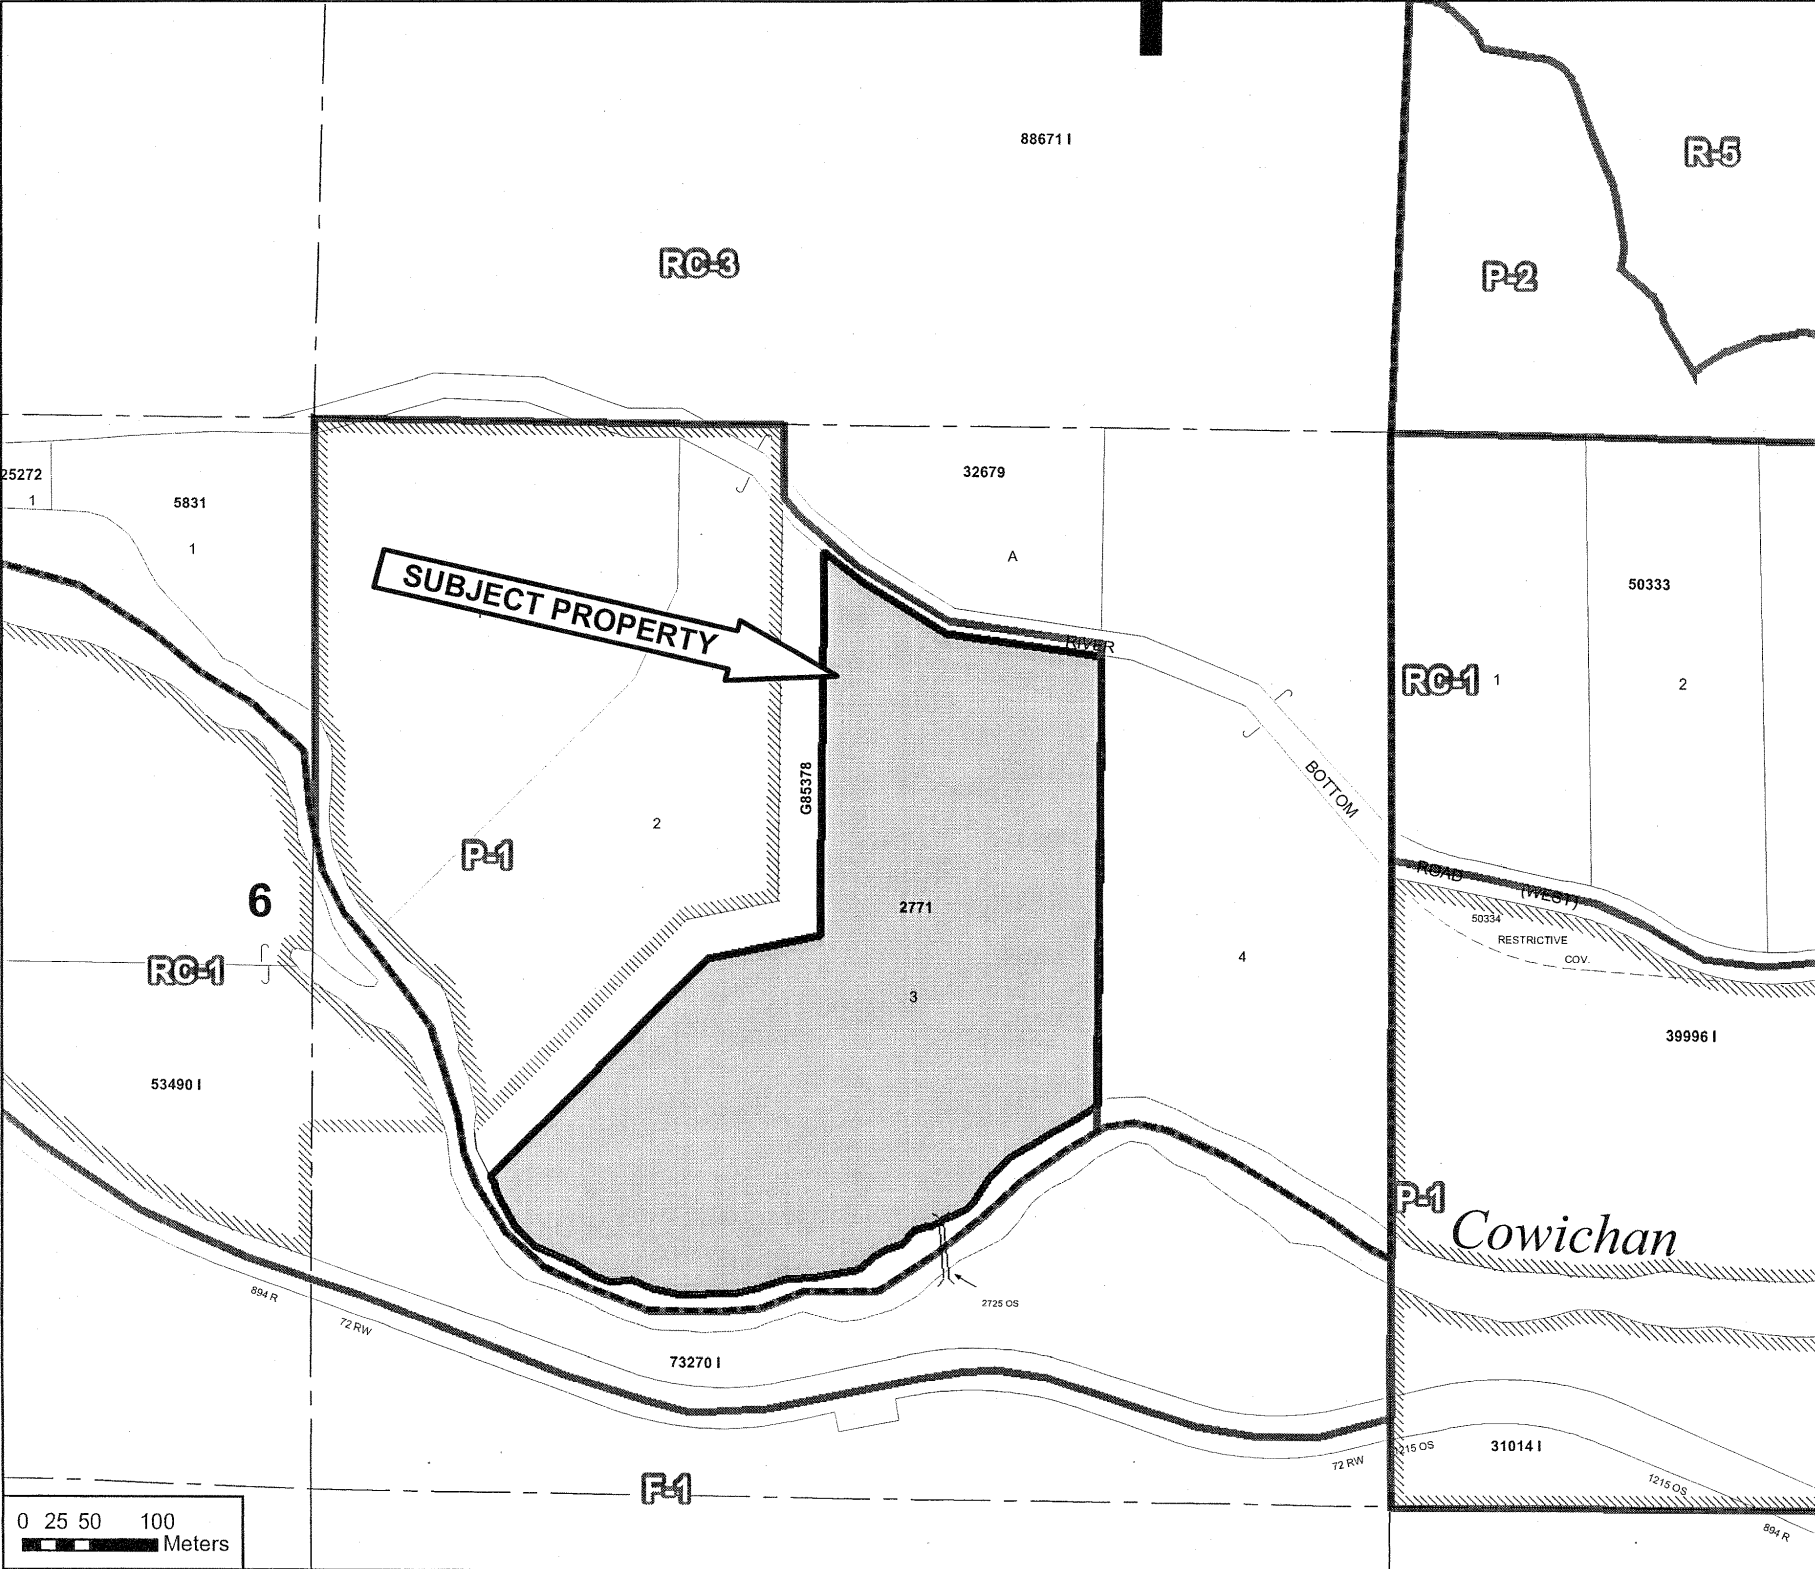 88671 I
R-5
RC-3
P-2
25272
1
5831
1
32679
A
50333
SUBJECT PROPERTY
RIVER
RC-1
1
2
G85378
BOTTOM
2
P-1
6
ROAD
(WEST)
2771
50334
RESTRICTIVE
COV.
RC-1
4
3
39996 I
53490 I
P-1
Cowichan
894 R
2725 OS
72 RW
73270 I
1215 OS
31014 I
72 RW
1215 OS
F-1
894 R
0 25 50 100
Meters